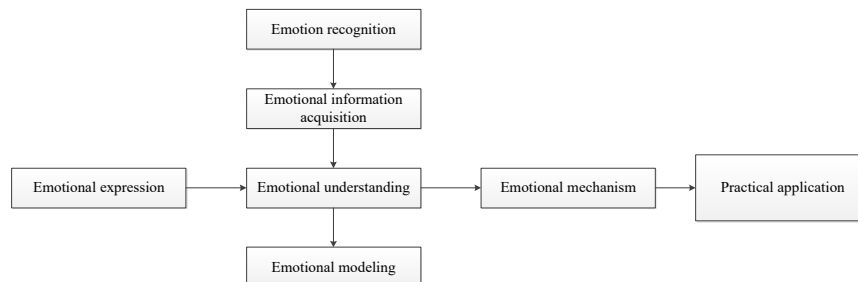 Emotion recognition
Emotional information
acquisition
Emotional expression
Emotional understanding
Emotional mechanism
Practical application
Emotional modeling